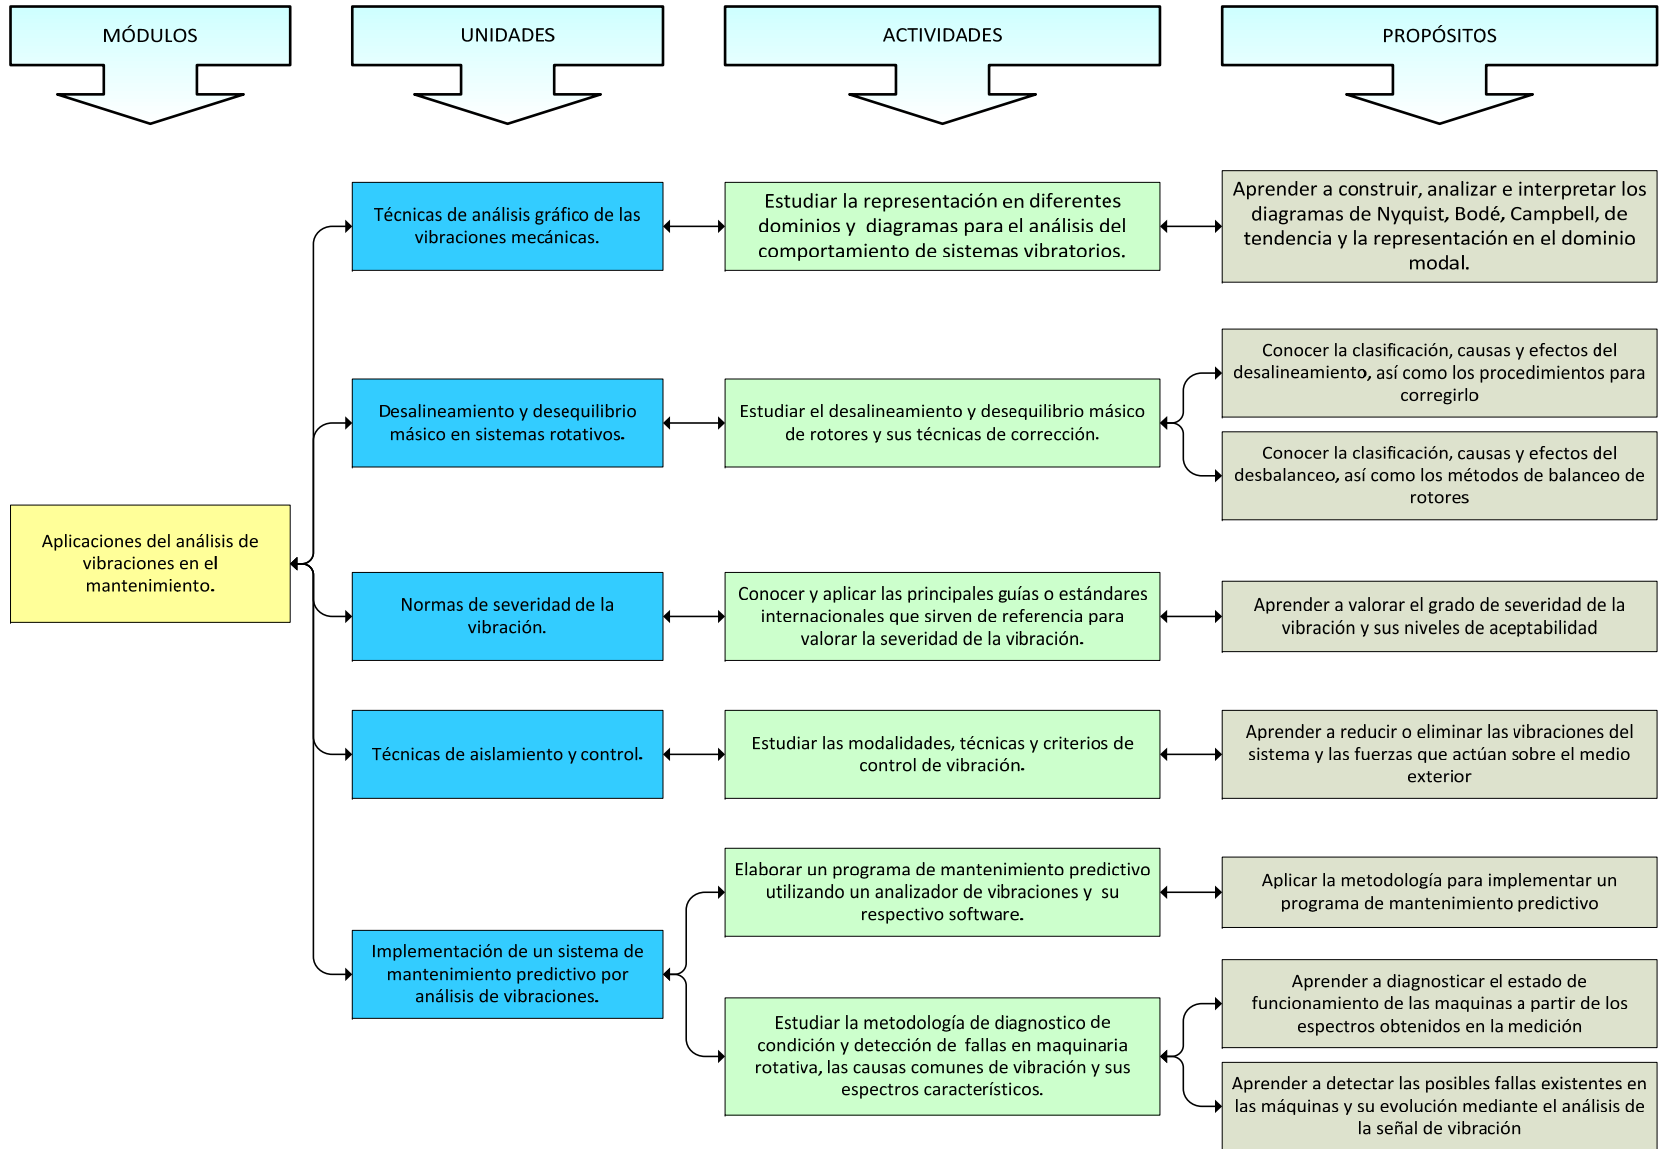 MÓDULOS
UNIDADES
ACTIVIDADES
PROPÓSITOS
Aplicaciones del análisis de
vibraciones en el
mantenimiento.
Técnicas de análisis gráfico de las
vibraciones mecánicas.
Estudiar la representación en diferentes
dominios y diagramas para el análisis del
comportamiento de sistemas vibratorios.
Aprender a construir, analizar e interpretar los
diagramas de Nyquist, Bodé, Campbell, de
tendencia y la representación en el dominio
modal.
Desalineamiento y desequilibrio
másico en sistemas rotativos.
Estudiar el desalineamiento y desequilibrio másico
de rotores y sus técnicas de corrección.
Conocer la clasificación, causas y efectos del
desalineamiento, así como los procedimientos para
corregirlo
Conocer la clasificación, causas y efectos del
desbalanceo, así como los métodos de balanceo de
rotores
Normas de severidad de la
vibración.
Conocer y aplicar las principales guías o estándares
internacionales que sirven de referencia para
valorar la severidad de la vibración.
Aprender a valorar el grado de severidad de la
vibración y sus niveles de aceptabilidad
Técnicas de aislamiento y control.
Estudiar las modalidades, técnicas y criterios de
control de vibración.
Aprender a reducir o eliminar las vibraciones del
sistema y las fuerzas que actúan sobre el medio
exterior
Implementación de un sistema de
mantenimiento predictivo por
análisis de vibraciones.
Elaborar un programa de mantenimiento predictivo
utilizando un analizador de vibraciones y su
respectivo software.
Aplicar la metodología para implementar un
programa de mantenimiento predictivo
Estudiar la metodología de diagnostico de
condición y detección de fallas en maquinaria
rotativa, las causas comunes de vibración y sus
espectros característicos.
Aprender a diagnosticar el estado de
funcionamiento de las maquinas a partir de los
espectros obtenidos en la medición
Aprender a detectar las posibles fallas existentes en
las máquinas y su evolución mediante el análisis de
la señal de vibración